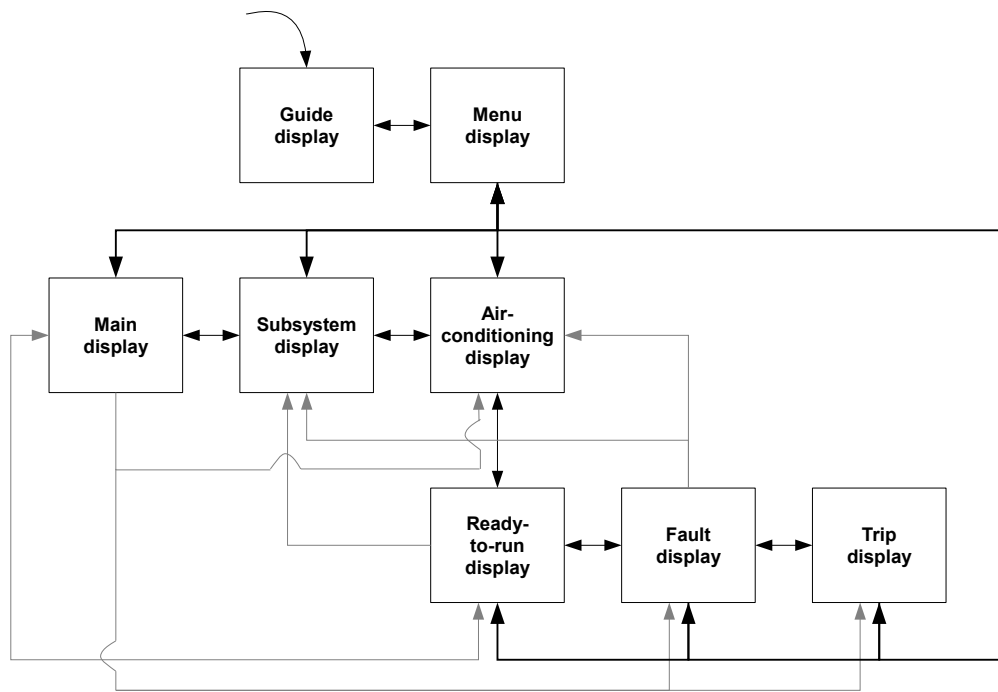 Guide
display
Menu
display
Main
display
Subsystem
display
Air-
conditioning
display
Ready-
to-run
display
Fault
display
Trip
display